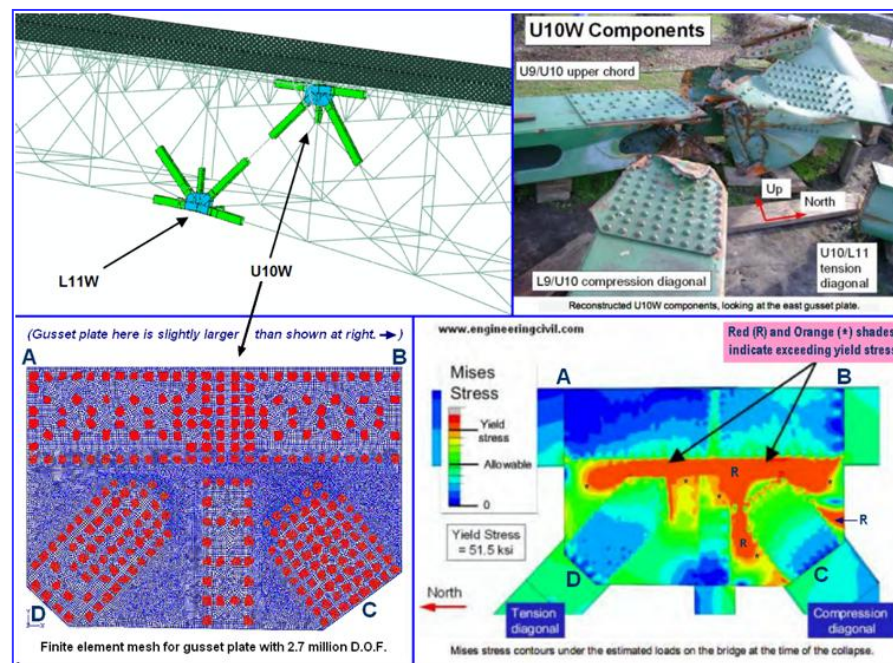 L11W
U10W
U10W Components
U9/U10 upper chord
Up
North
L9/U10 compression diagonal
U10/L11
tension
diagonal
Reconstructed U10W components, looking at the east gusset plate.
(Gusset plate here is slightly larger than shown at right. →)
A
B
D
C
Finite element mesh for gusset plate with 2.7 million D.O.F.
www.engineeringcivil.com
Red (R) and Orange (*) shades
indicate exceeding yield stress
Mises
Stress
Yield
stress
Allowable
0
Yield Stress
= 51.5 ksi
A
B
R
R
R
D
C
North
Tension
diagonal
Compression
diagonal
Mises stress contours under the estimated loads on the bridge at the time of the collapse.